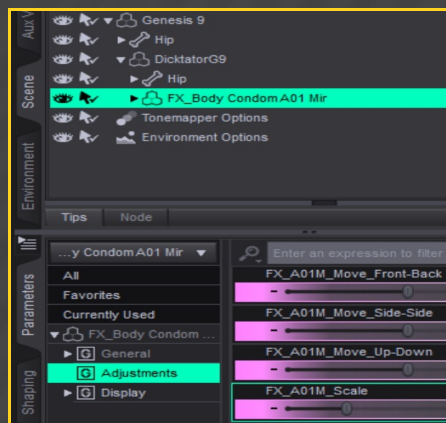 Aux V
Genesis 9
Hip
DicktatorG9
Hip
FX_Body Condom A01 Mir
Tonemapper Options
Environment Options
Scene
Environment
Tips
Node
...y Condom A01 Mir
Enter an expression to filter
All
Favorites
Currently Used
FX_Body Condom ...
G General
G Adjustments
G Display
FX_A01M_Move_Front-Back
FX_A01M_Move_Side-Side
FX_A01M_Move_Up-Down
FX_A01M_Scale
Parameters
Shaping